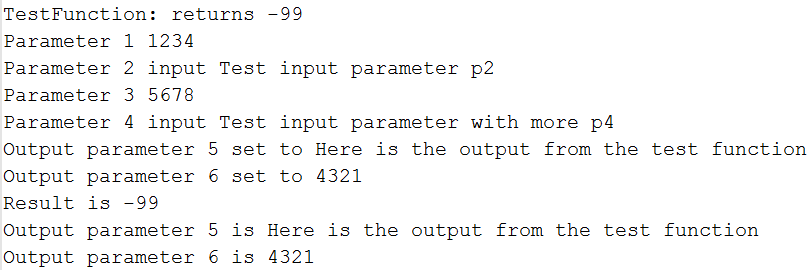 TestFunction: returns -99
Parameter 1 1234
Parameter 2 input Test input parameter p2
Parameter 3 5678
Parameter 4 input Test input parameter with more p4
Output parameter 5 set to Here is the output from the test function
Output parameter 6 set to 4321
Result is -99
Output parameter 5 is Here is the output from the test function
Output parameter 6 is 4321